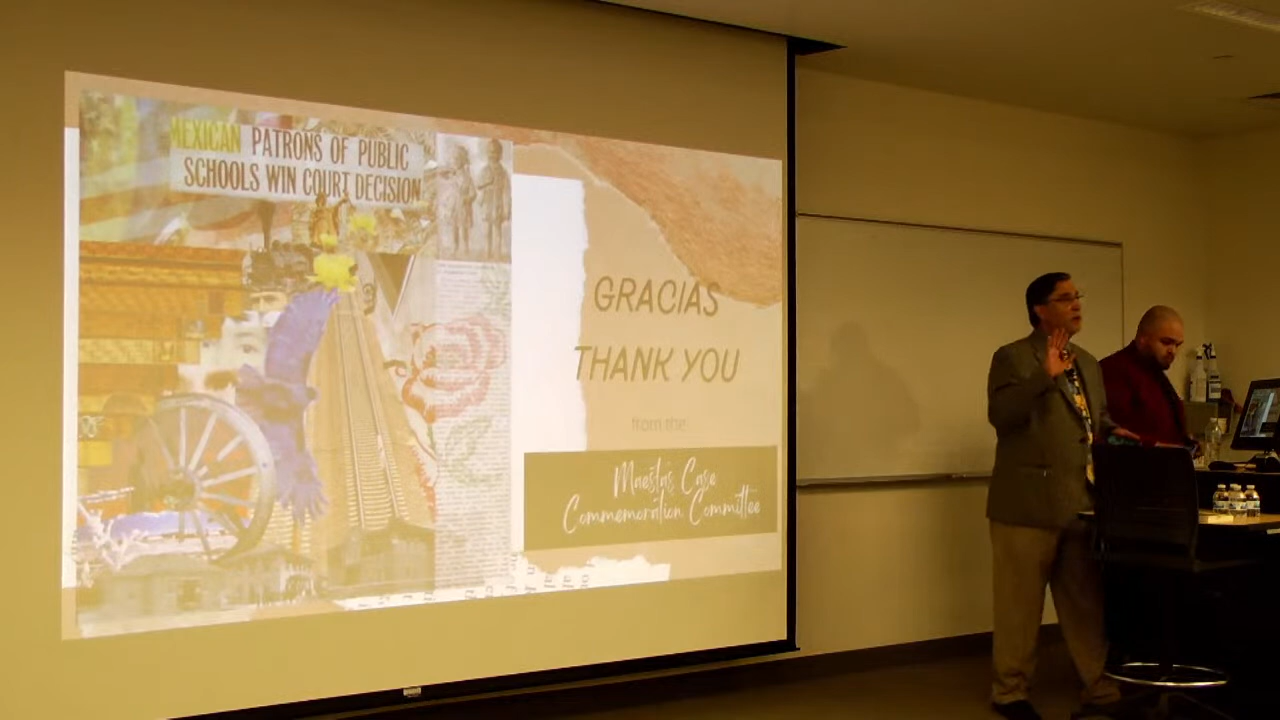 MEXICAN PATRONS OF PUBLIC
SCHOOLS WIN COURT DECISION
GRACIAS
THANK YOU
from the:
Maestas Case
Commemoration Committee